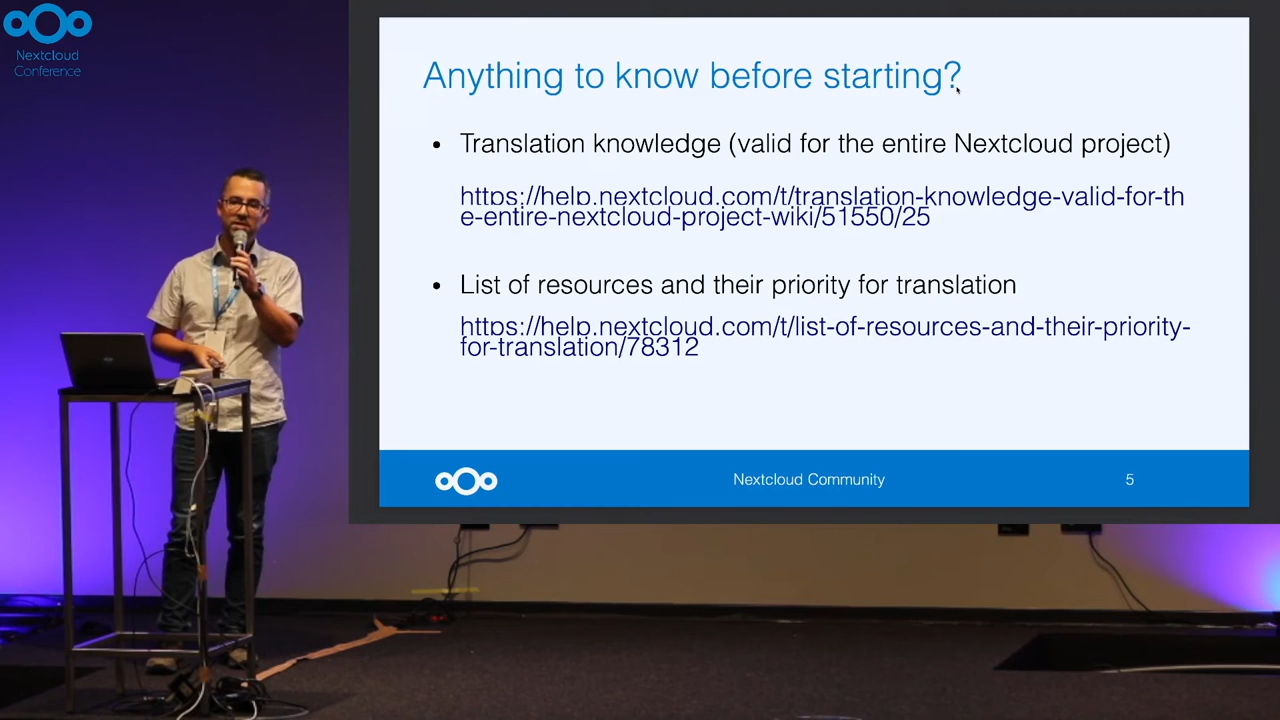 Nextcloud
Conference
Anything to know before starting?
• Translation knowledge (valid for the entire Nextcloud project)
https://help.nextcloud.com/t/translation-knowledge-valid-for-th
e-entire-nextcloud-project-wiki/51550/25
• List of resources and their priority for translation
https://help.nextcloud.com/t/list-of-resources-and-their-priority-
for-translation/78312
Nextcloud Community
5